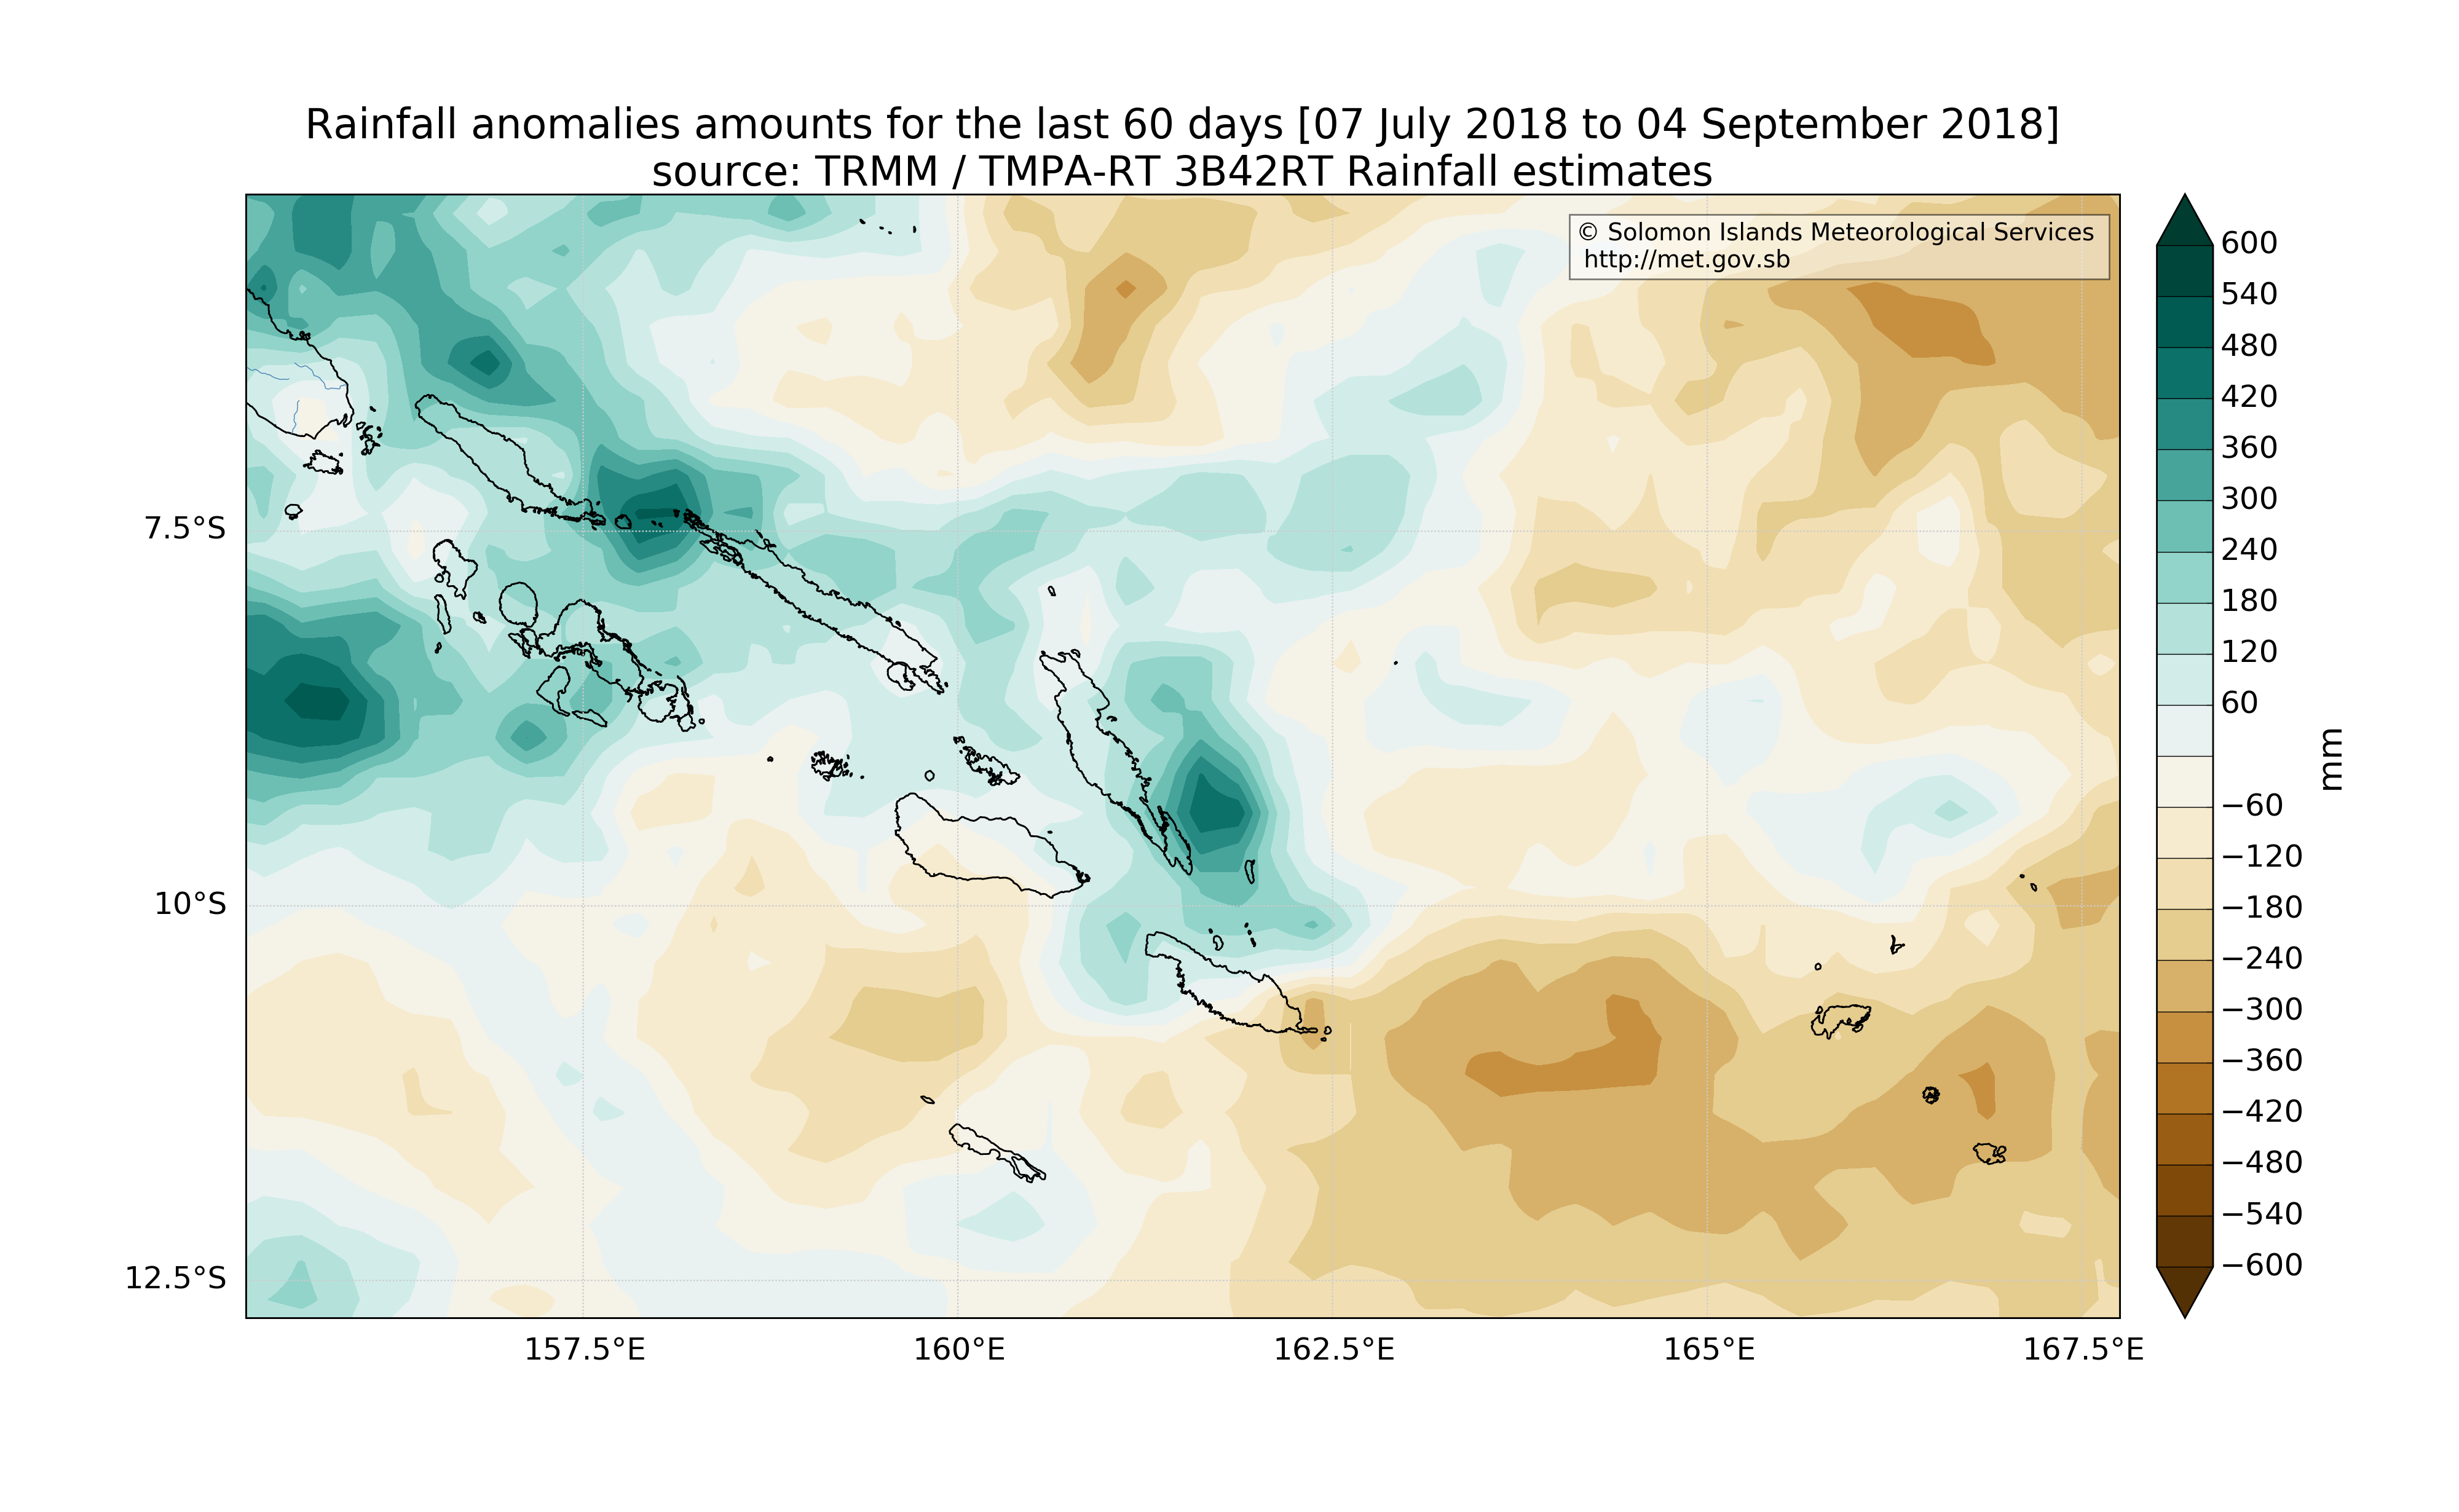 Rainfall anomalies amounts for the last 60 days [07 July 2018 to 04 September 2018]
source: TRMM / TMPA-RT 3B42RT Rainfall estimates
© Solomon Islands Meteorological Services
http://met.gov.sb
7.5°S
10°S
12.5°S
157.5°E
160°E
162.5°E
165°E
167.5°E
600
540
480
420
360
300
240
180
120
60
−60
−120
−180
−240
−300
−360
−420
−480
−540
−600
mm